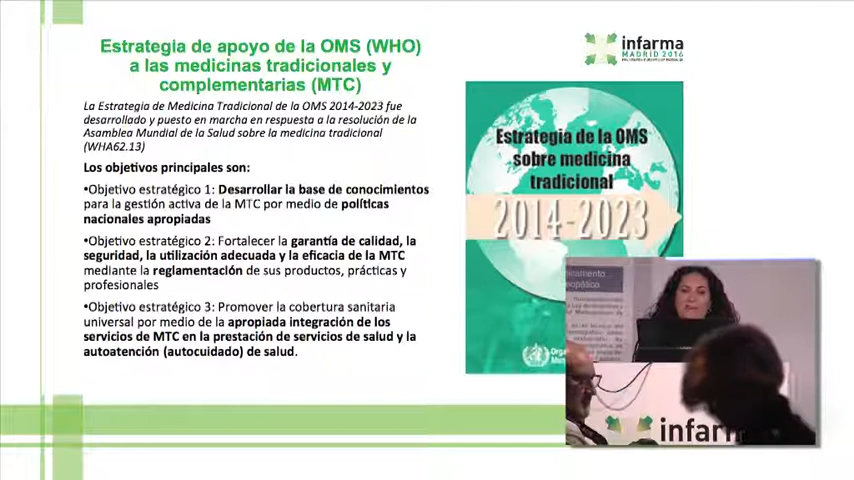 Estrategia de apoyo de la OMS (WHO)
a las medicinas tradicionales y
complementarias (MTC)
La Estrategia de Medicina Tradicional de la OMS 2014-2023 fue
desarrollado y puesto en marcha en respuesta a la resolución de la
Asamblea Mundial de la Salud sobre la medicina tradicional
(WHA62.13)
Los objetivos principales son:
•Objetivo estratégico 1: Desarrollar la base de conocimientos
para la gestión activa de la MTC por medio de políticas
nacionales apropiadas
•Objetivo estratégico 2: Fortalecer la garantía de calidad, la
seguridad, la utilización adecuada y la eficacia de la MTC
mediante la reglamentación de sus productos, prácticas y
profesionales
•Objetivo estratégico 3: Promover la cobertura sanitaria
universal por medio de la apropiada integración de los
servicios de MTC en la prestación de servicios de salud y la
autoatención (autocuidado) de salud.
infarma
MADRID 2016
Estrategia de la OMS
sobre medicina
tradicional
2014-2023
Orga
infarm